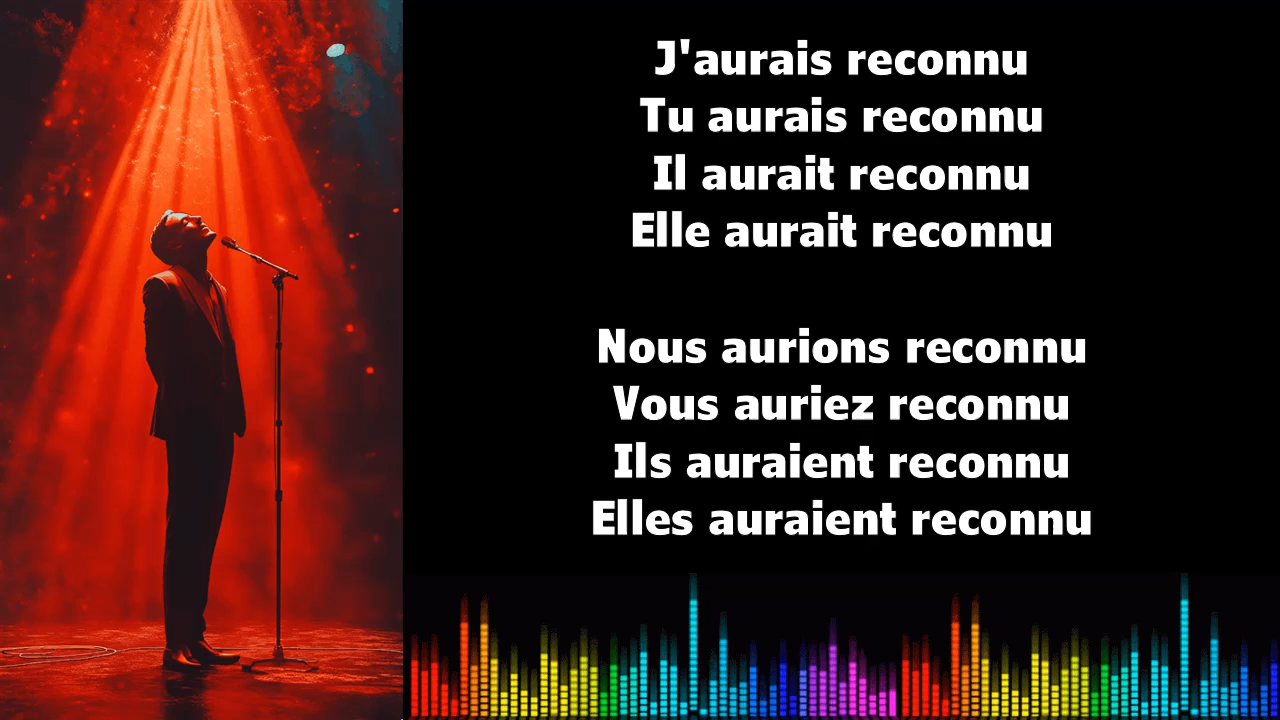 J'aurais reconnu
Tu aurais reconnu
Il aurait reconnu
Elle aurait reconnu
Nous aurions reconnu
Vous auriez reconnu
Ils auraient reconnu
Elles auraient reconnu